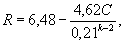 R = 6,48 − 4,62C / 0,21^{k−2},